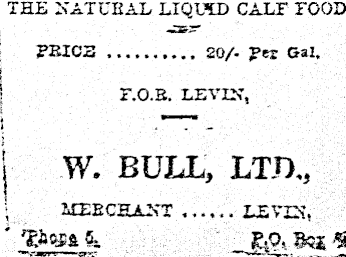 THE NATURAL LIQUID CALF FOOD
PRICE .......... 20/- Per Gal.
F.O.R. LEVIN,
W. BULL, LTD.,
MERCHANT ...... LEVIN,
'Phone 5. P.O. Box